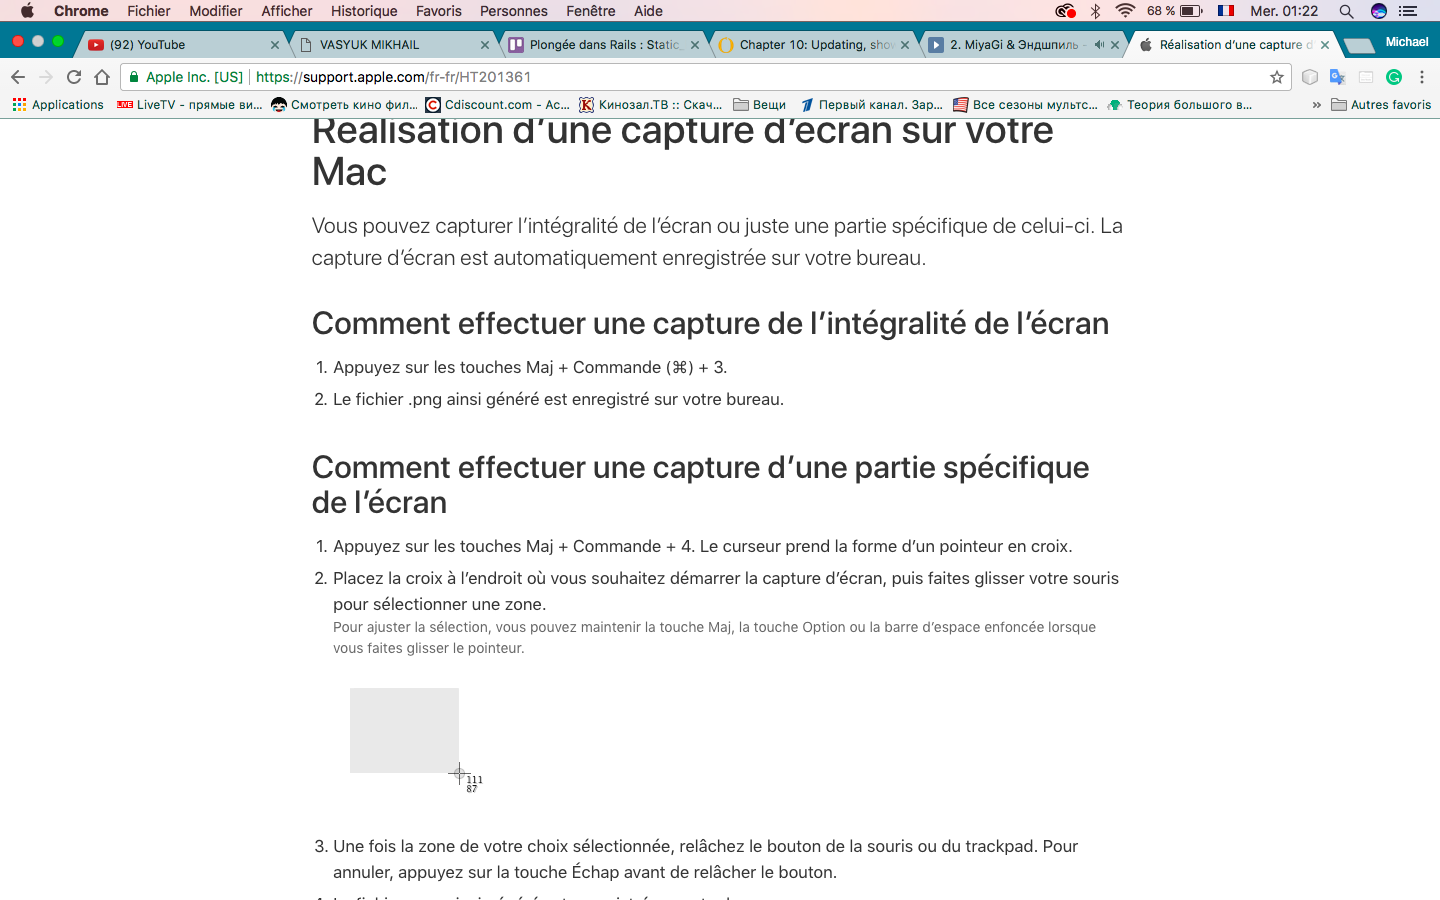 Chrome Fichier Modifier Afficher Historique Favoris Personnes Fenêtre Aide 68 % Mer. 01:22
(92) YouTube VASYUK MIKHAIL Plongée dans Rails : Static_ Chapter 10: Updating, show 2. MiyaGi & Эндшпиль - Réalisation d’une capture d Michael
Apple Inc. [US] https://support.apple.com/fr-fr/HT201361
Applications LiveTV - прямые ви... Смотреть кино фил... Cdiscount.com - Ac... Кинозал.ТВ :: Скач... Вещи Первый канал. Зар... Все сезоны мультс... Теория большого в... » Autres favoris
Réalisation d’une capture d’écran sur votre
Mac
Vous pouvez capturer l’intégralité de l’écran ou juste une partie spécifique de celui-ci. La
capture d’écran est automatiquement enregistrée sur votre bureau.
Comment effectuer une capture de l’intégralité de l’écran
1. Appuyez sur les touches Maj + Commande (⌘) + 3.
2. Le fichier .png ainsi généré est enregistré sur votre bureau.
Comment effectuer une capture d’une partie spécifique
de l’écran
1. Appuyez sur les touches Maj + Commande + 4. Le curseur prend la forme d’un pointeur en croix.
2. Placez la croix à l’endroit où vous souhaitez démarrer la capture d’écran, puis faites glisser votre souris
pour sélectionner une zone.
Pour ajuster la sélection, vous pouvez maintenir la touche Maj, la touche Option ou la barre d’espace enfoncée lorsque
vous faites glisser le pointeur.
111
87
3. Une fois la zone de votre choix sélectionnée, relâchez le bouton de la souris ou du trackpad. Pour
annuler, appuyez sur la touche Échap avant de relâcher le bouton.